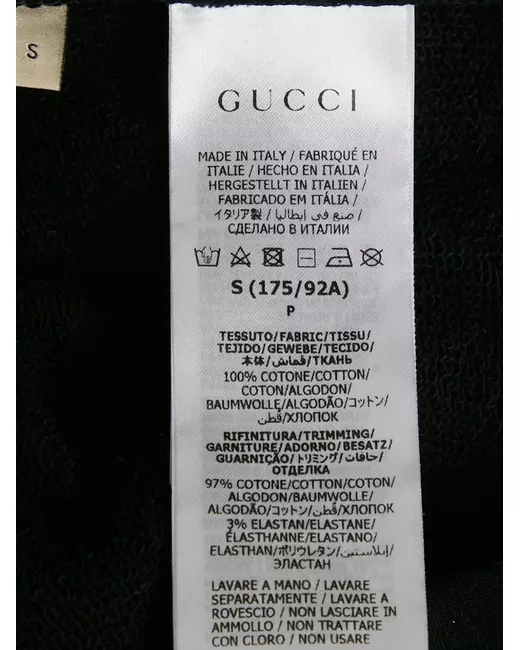 S
GUCCI
MADE IN ITALY / FABRIQUÉ EN
ITALIE / HECHO EN ITALIA /
HERGESTELLT IN ITALIEN /
FABRICADO EM ITÁLIA /
イタリア製 / صنع في إيطاليا /
СДЕЛАНО В ИТАЛИИ
S (175/92A)
P
TESSUTO/FABRIC/TISSU/
TEJIDO/GEWEBE/TECIDO/
本体/قماش/ТКАНЬ
100% COTONE/COTTON/
COTON/ALGODON/
BAUMWOLLE/ALGODÃO/コットン/
قطن/ХЛОПОК
RIFINITURA/TRIMMING/
GARNITURE/ADORNO/BESATZ/
GUARNIÇÃO/トリミング/حافات/
ОТДЕЛКА
97% COTONE/COTTON/COTON/
ALGODON/BAUMWOLLE/
ALGODÃO/コットン/قطن/ХЛОПОК
3% ELASTAN/ELASTANE/
ÉLASTHANNE/ELASTANO/
ELASTHAN/ポリウレタン/إيلاستين/
ЭЛАСТАН
LAVARE A MANO / LAVARE
SEPARATAMENTE / LAVARE A
ROVESCIO / NON LASCIARE IN
AMMOLLO / NON TRATTARE
CON CLORO / NON USARE